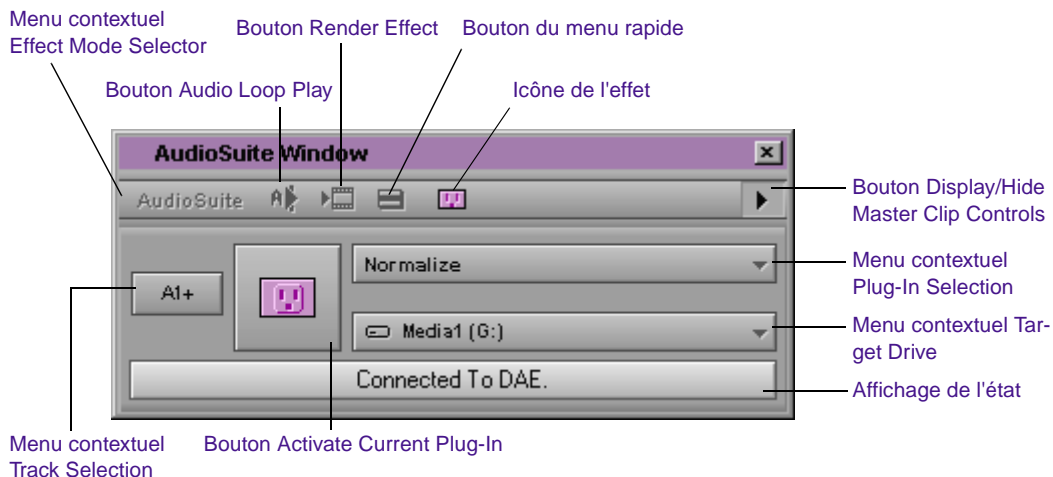 Menu contextuel
Effect Mode Selector
Bouton Render Effect
Bouton du menu rapide
Bouton Audio Loop Play
Icône de l'effet
AudioSuite Window
AudioSuite
Bouton Display/Hide
Master Clip Controls
A1+
Normalize
Menu contextuel
Plug-In Selection
Media1 (G:)
Menu contextuel Tar-
get Drive
Connected To DAE.
Affichage de l'état
Menu contextuel
Track Selection
Bouton Activate Current Plug-In